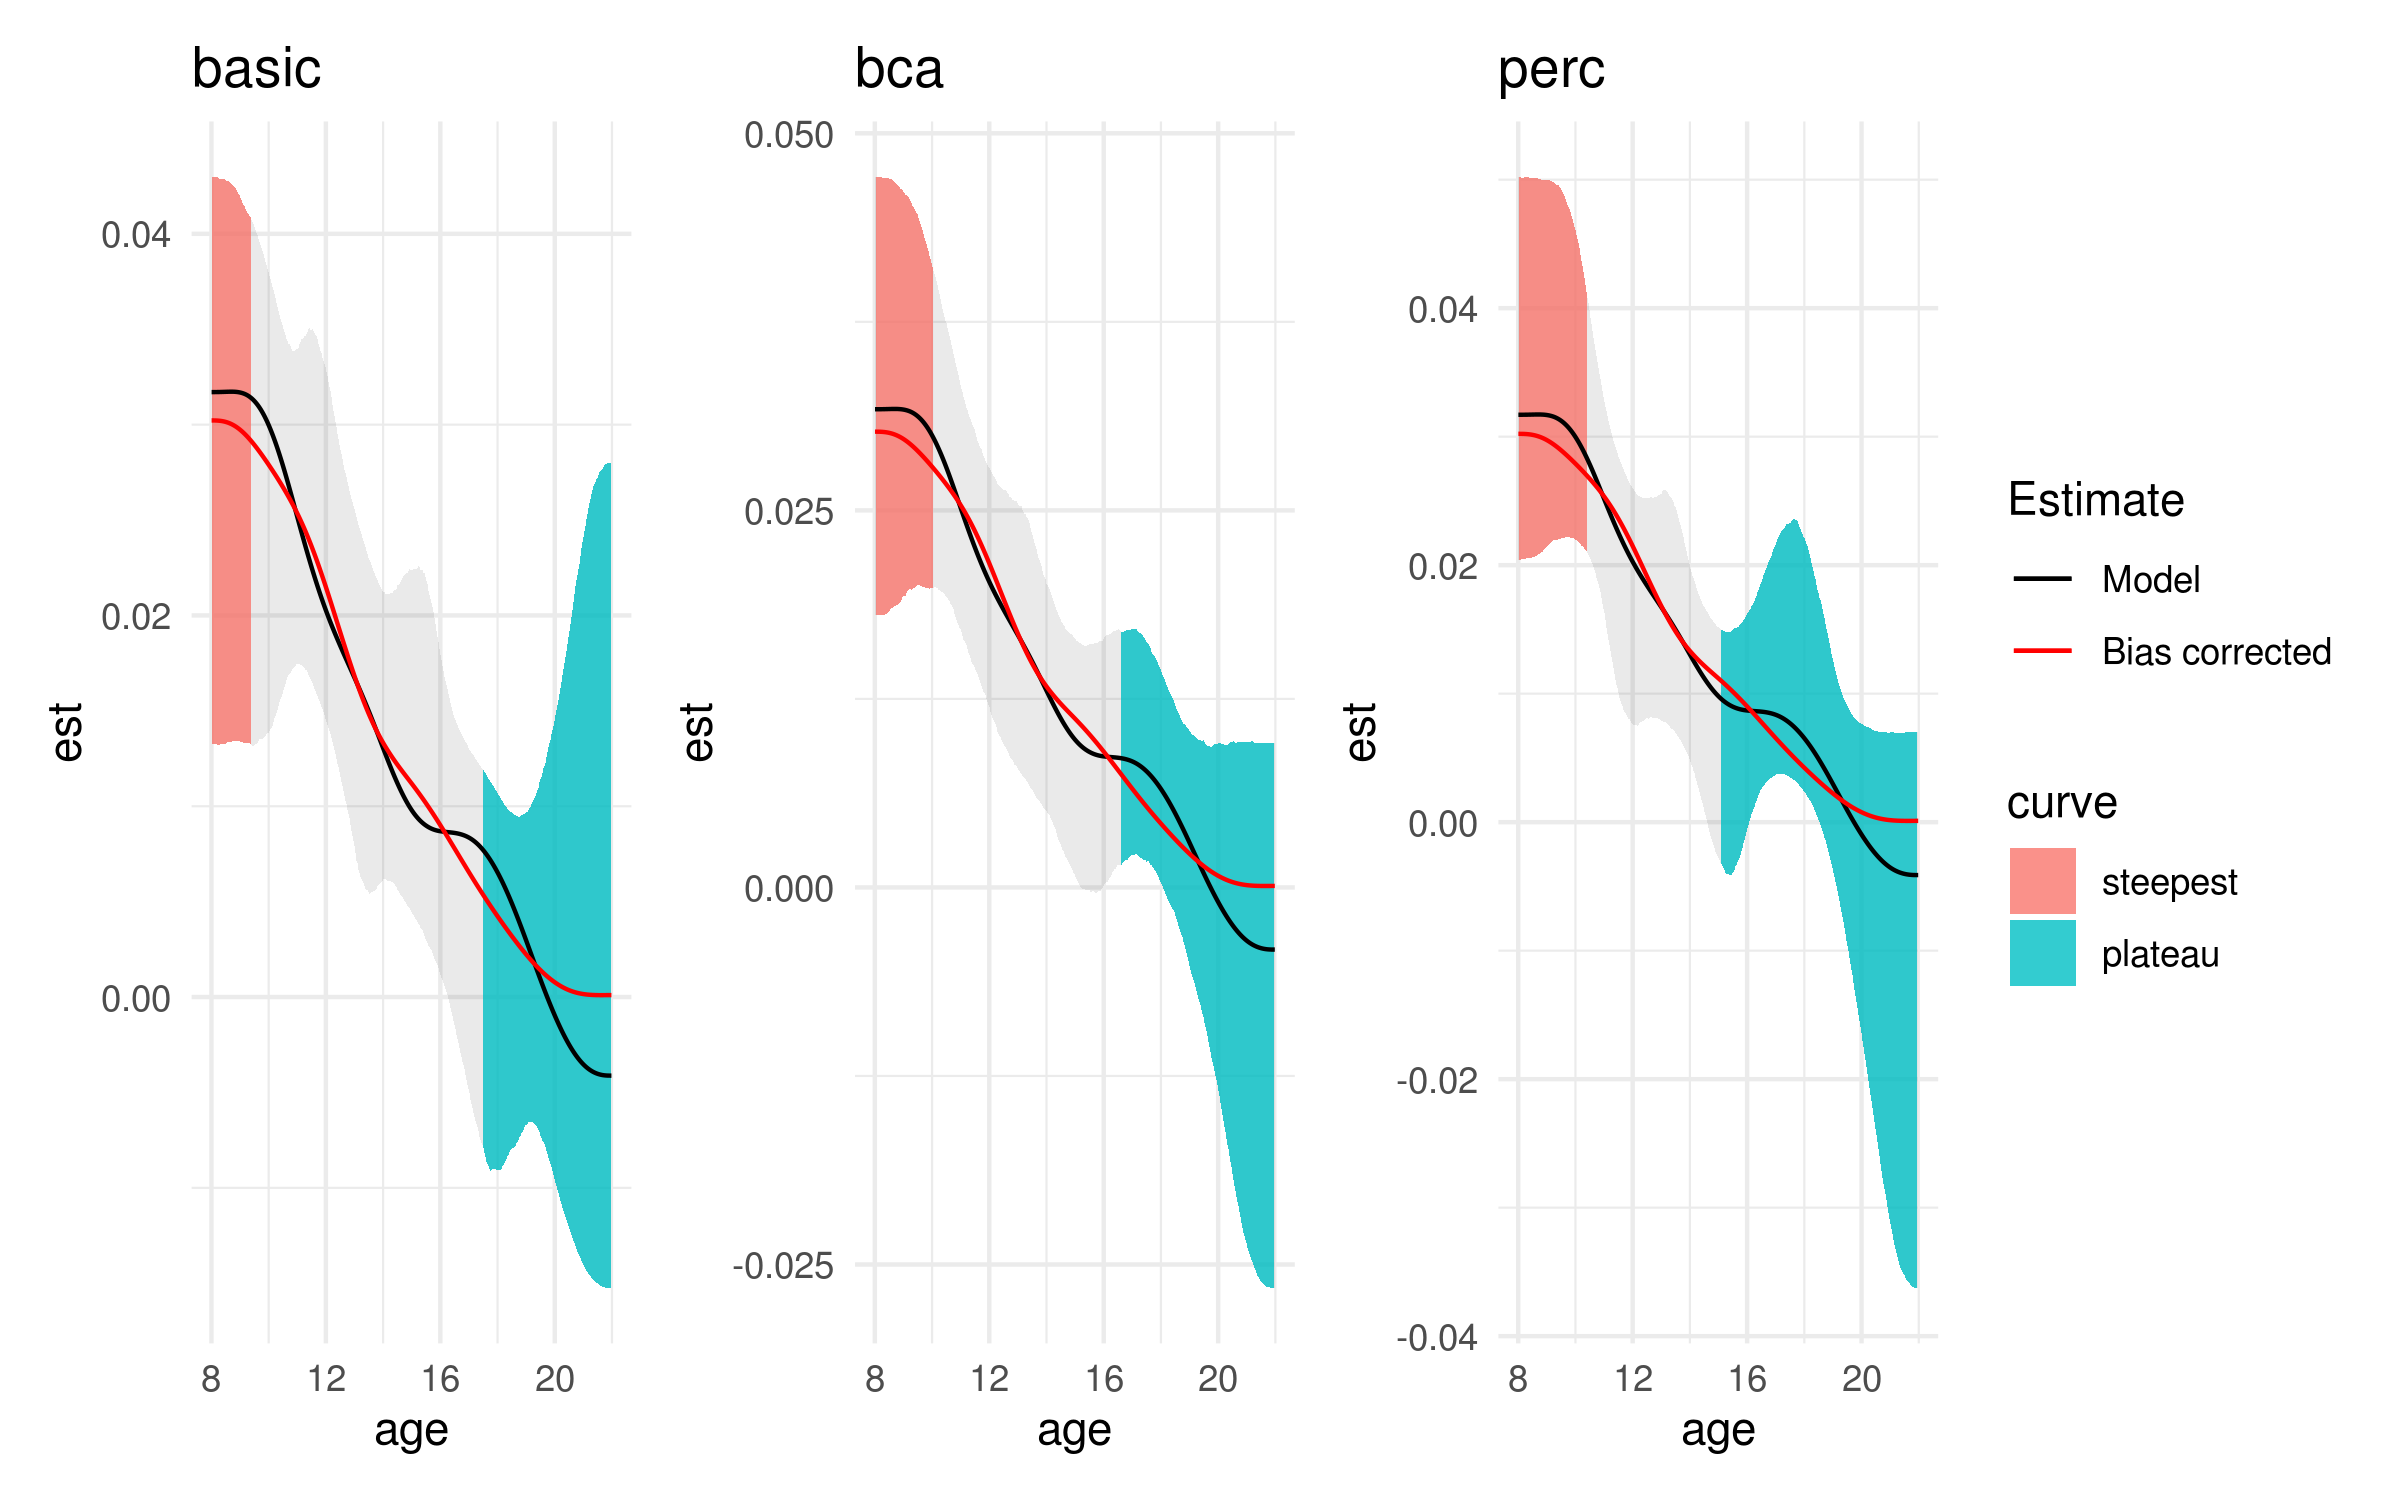 basic
0.04
0.02
0.00
est
8 12 16 20
age
bca
0.050
0.025
0.000
-0.025
est
8 12 16 20
age
perc
0.04
0.02
0.00
-0.02
-0.04
est
8 12 16 20
age
Estimate
Model
Bias corrected
curve
steepest
plateau